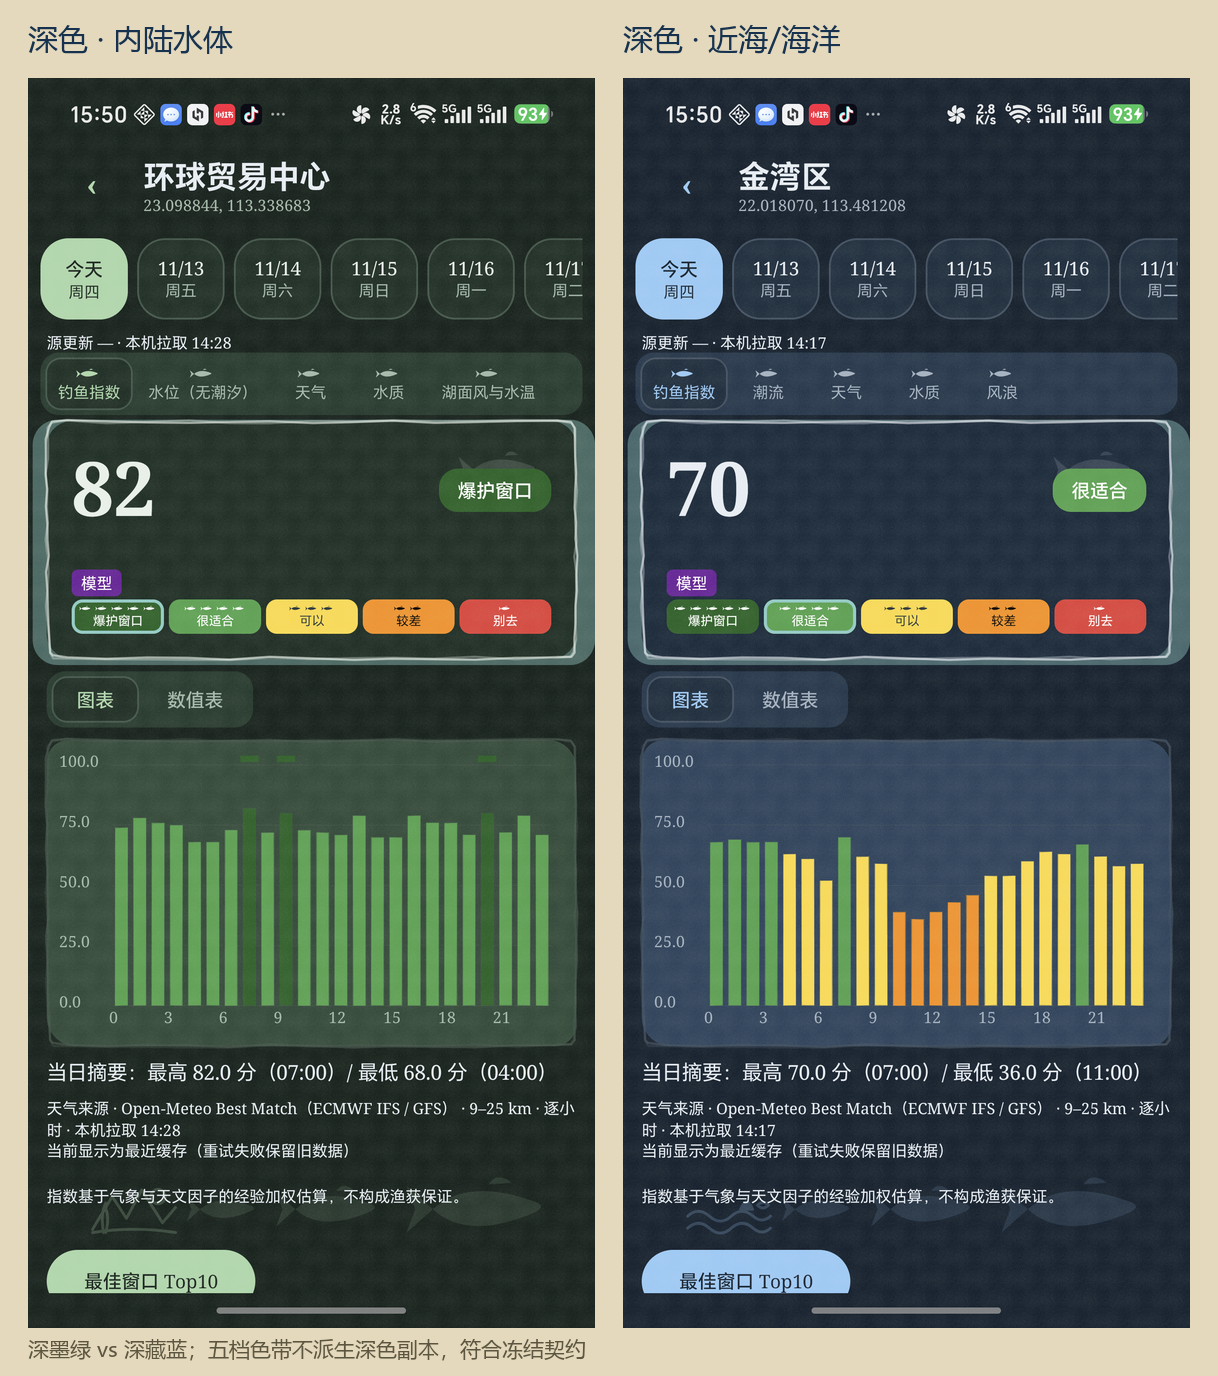 深色 · 内陆水体
15:50 ··· 2.8 K/s 6 5G 5G 93
‹ 环球贸易中心
23.098844, 113.338683
今天 11/13 11/14 11/15 11/16 11/1
周四 周五 周六 周日 周一 周二
源更新 — · 本机拉取 14:28
钓鱼指数 水位（无潮汐） 天气 水质 湖面风与水温
82 爆护窗口
模型
爆护窗口 很适合 可以 较差 别去
图表 数值表
100.0
75.0
50.0
25.0
0.0
0 3 6 9 12 15 18 21
当日摘要：最高 82.0 分（07:00）/ 最低 68.0 分（04:00）
天气来源 · Open-Meteo Best Match（ECMWF IFS / GFS） · 9–25 km · 逐小
时 · 本机拉取 14:28
当前显示为最近缓存（重试失败保留旧数据）
指数基于气象与天文因子的经验加权估算，不构成渔获保证。
最佳窗口 Top10
深色 · 近海/海洋
15:50 小红书 ··· 2.8 K/s 6 5G 5G 93
‹ 金湾区
22.018070, 113.481208
今天 11/13 11/14 11/15 11/16 11/1
周四 周五 周六 周日 周一 周二
源更新 — · 本机拉取 14:17
钓鱼指数 潮流 天气 水质 风浪
70 很适合
模型
爆护窗口 很适合 可以 较差 别去
图表 数值表
100.0
75.0
50.0
25.0
0.0
0 3 6 9 12 15 18 21
当日摘要：最高 70.0 分（07:00）/ 最低 36.0 分（11:00）
天气来源 · Open-Meteo Best Match（ECMWF IFS / GFS） · 9–25 km · 逐小
时 · 本机拉取 14:17
当前显示为最近缓存（重试失败保留旧数据）
指数基于气象与天文因子的经验加权估算，不构成渔获保证。
最佳窗口 Top10
深墨绿 vs 深藏蓝；五档色带不派生深色副本，符合冻结契约